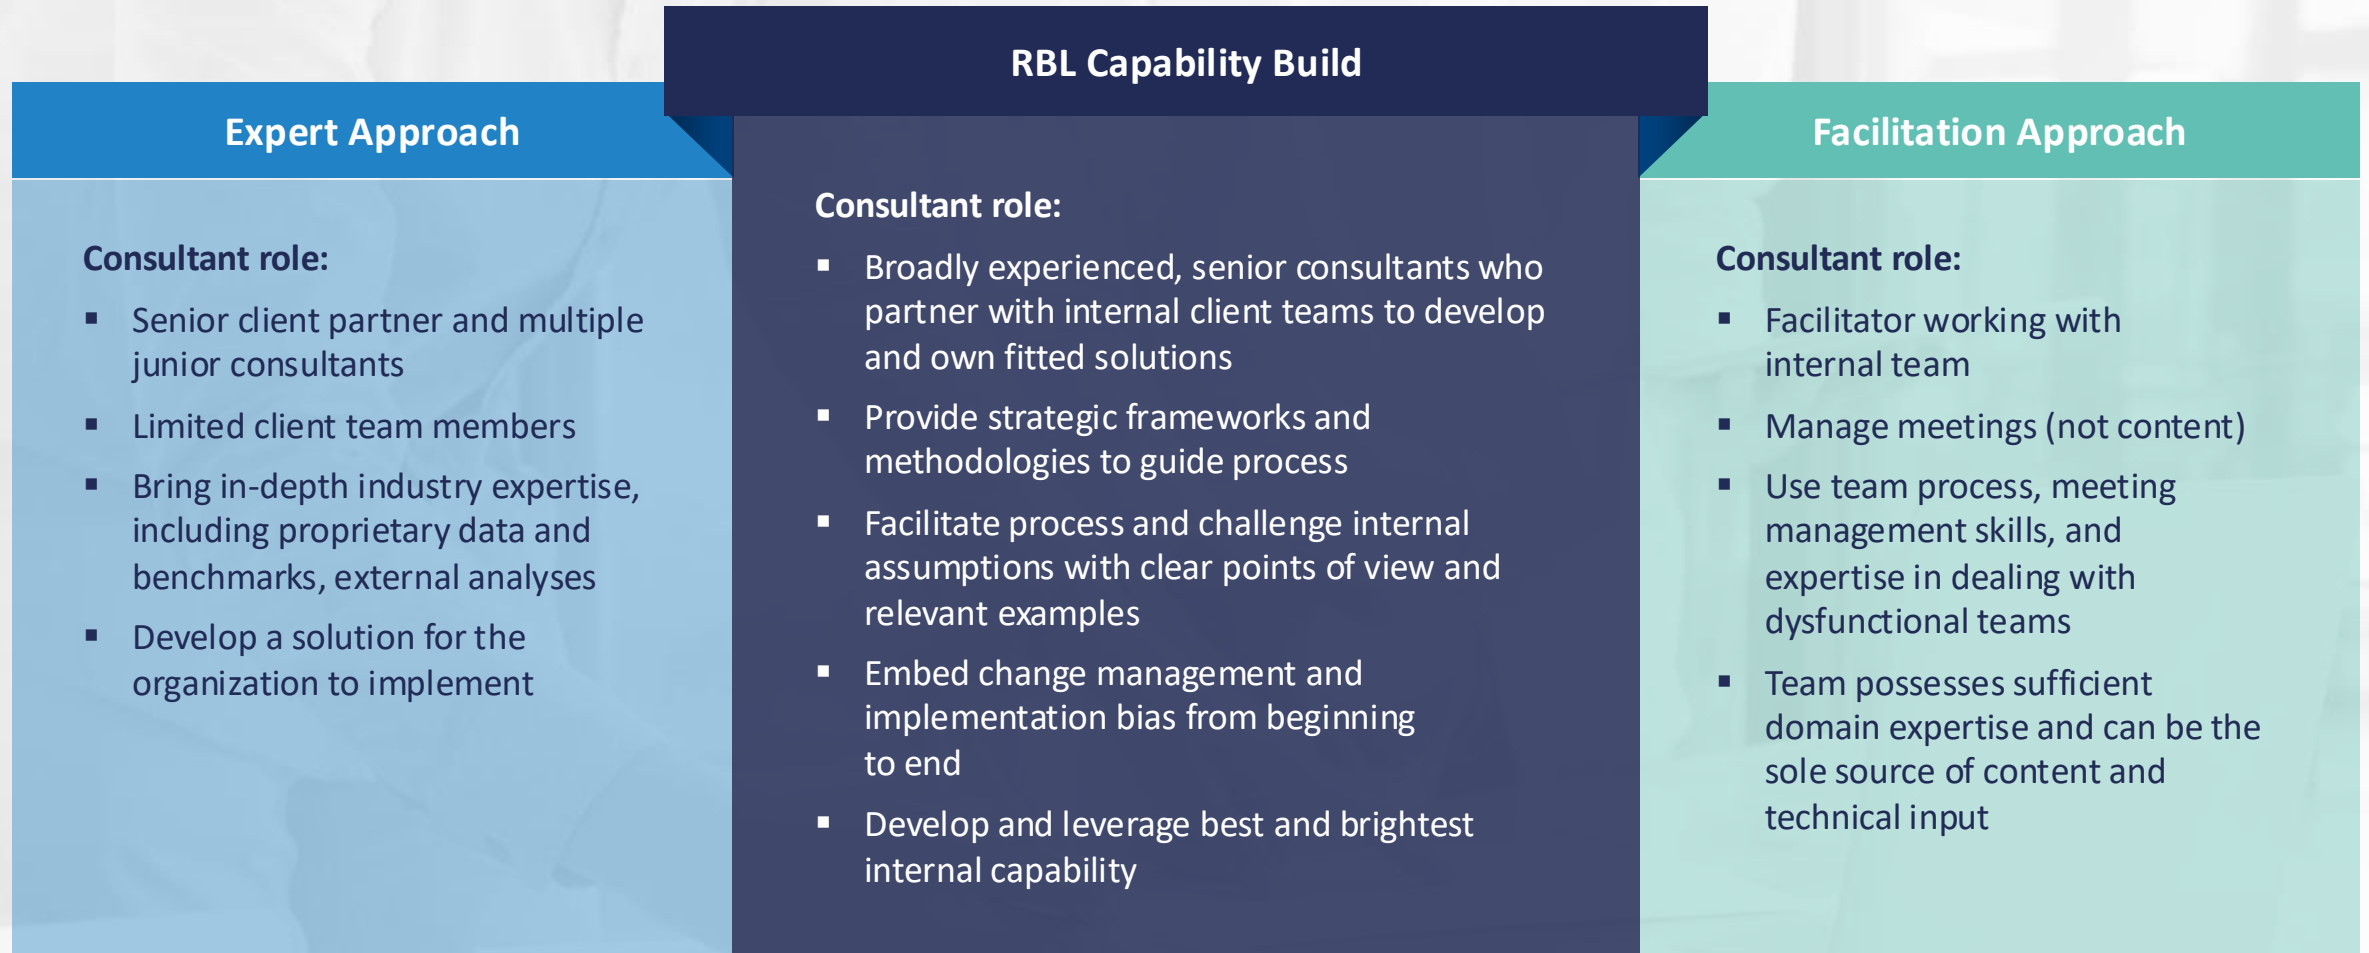 RBL Capability Build
Expert Approach
Consultant role:
▪ Senior client partner and multiple
junior consultants
▪ Limited client team members
▪ Bring in-depth industry expertise,
including proprietary data and
benchmarks, external analyses
▪ Develop a solution for the
organization to implement
Consultant role:
▪ Broadly experienced, senior consultants who
partner with internal client teams to develop
and own fitted solutions
▪ Provide strategic frameworks and
methodologies to guide process
▪ Facilitate process and challenge internal
assumptions with clear points of view and
relevant examples
▪ Embed change management and
implementation bias from beginning
to end
▪ Develop and leverage best and brightest
internal capability
Facilitation Approach
Consultant role:
▪ Facilitator working with
internal team
▪ Manage meetings (not content)
▪ Use team process, meeting
management skills, and
expertise in dealing with
dysfunctional teams
▪ Team possesses sufficient
domain expertise and can be the
sole source of content and
technical input